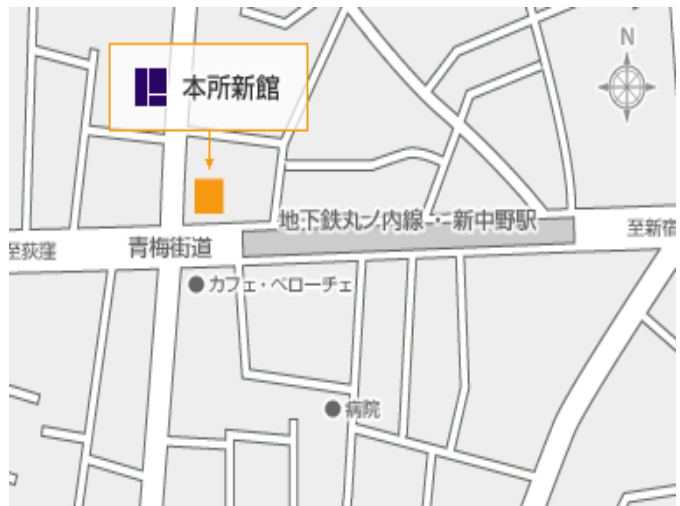 N
本所新館
地下鉄丸ノ内線・新中野駅
至新宿
青梅街道
至荻窪
カフェ・ベローチェ
病院